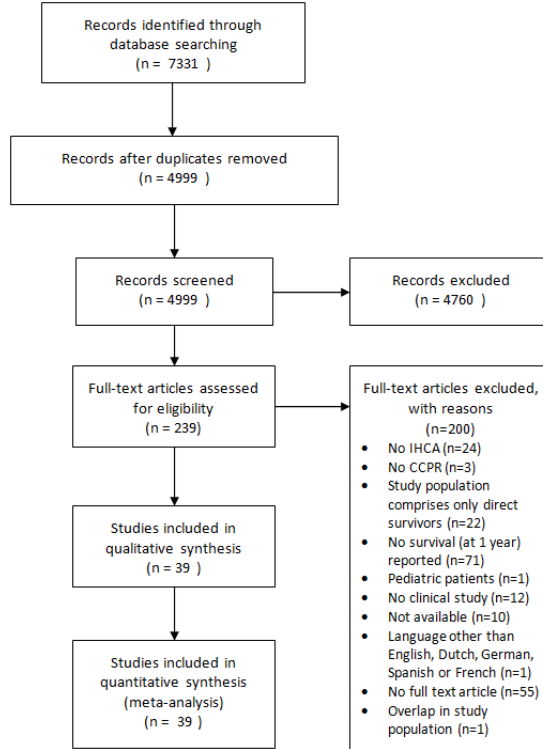 Records identified through
database searching
(n = 7331 )
Records after duplicates removed
(n = 4999 )
Records screened
(n = 4999 )
Records excluded
(n = 4760 )
Full-text articles assessed
for eligibility
(n = 239)
Full-text articles excluded,
with reasons
(n=200)
• No IHCA (n=24)
• No CCPR (n=3)
• Study population
comprises only direct
survivors (n=22)
• No survival (at 1 year)
reported (n=71)
• Pediatric patients (n=1)
• No clinical study (n=12)
• Not available (n=10)
• Language other than
English, Dutch, German,
Spanish or French (n=1)
• No full text article (n=55)
• Overlap in study
population (n=1)
Studies included in
qualitative synthesis
(n = 39 )
Studies included in
quantitative synthesis
(meta-analysis)
(n = 39 )